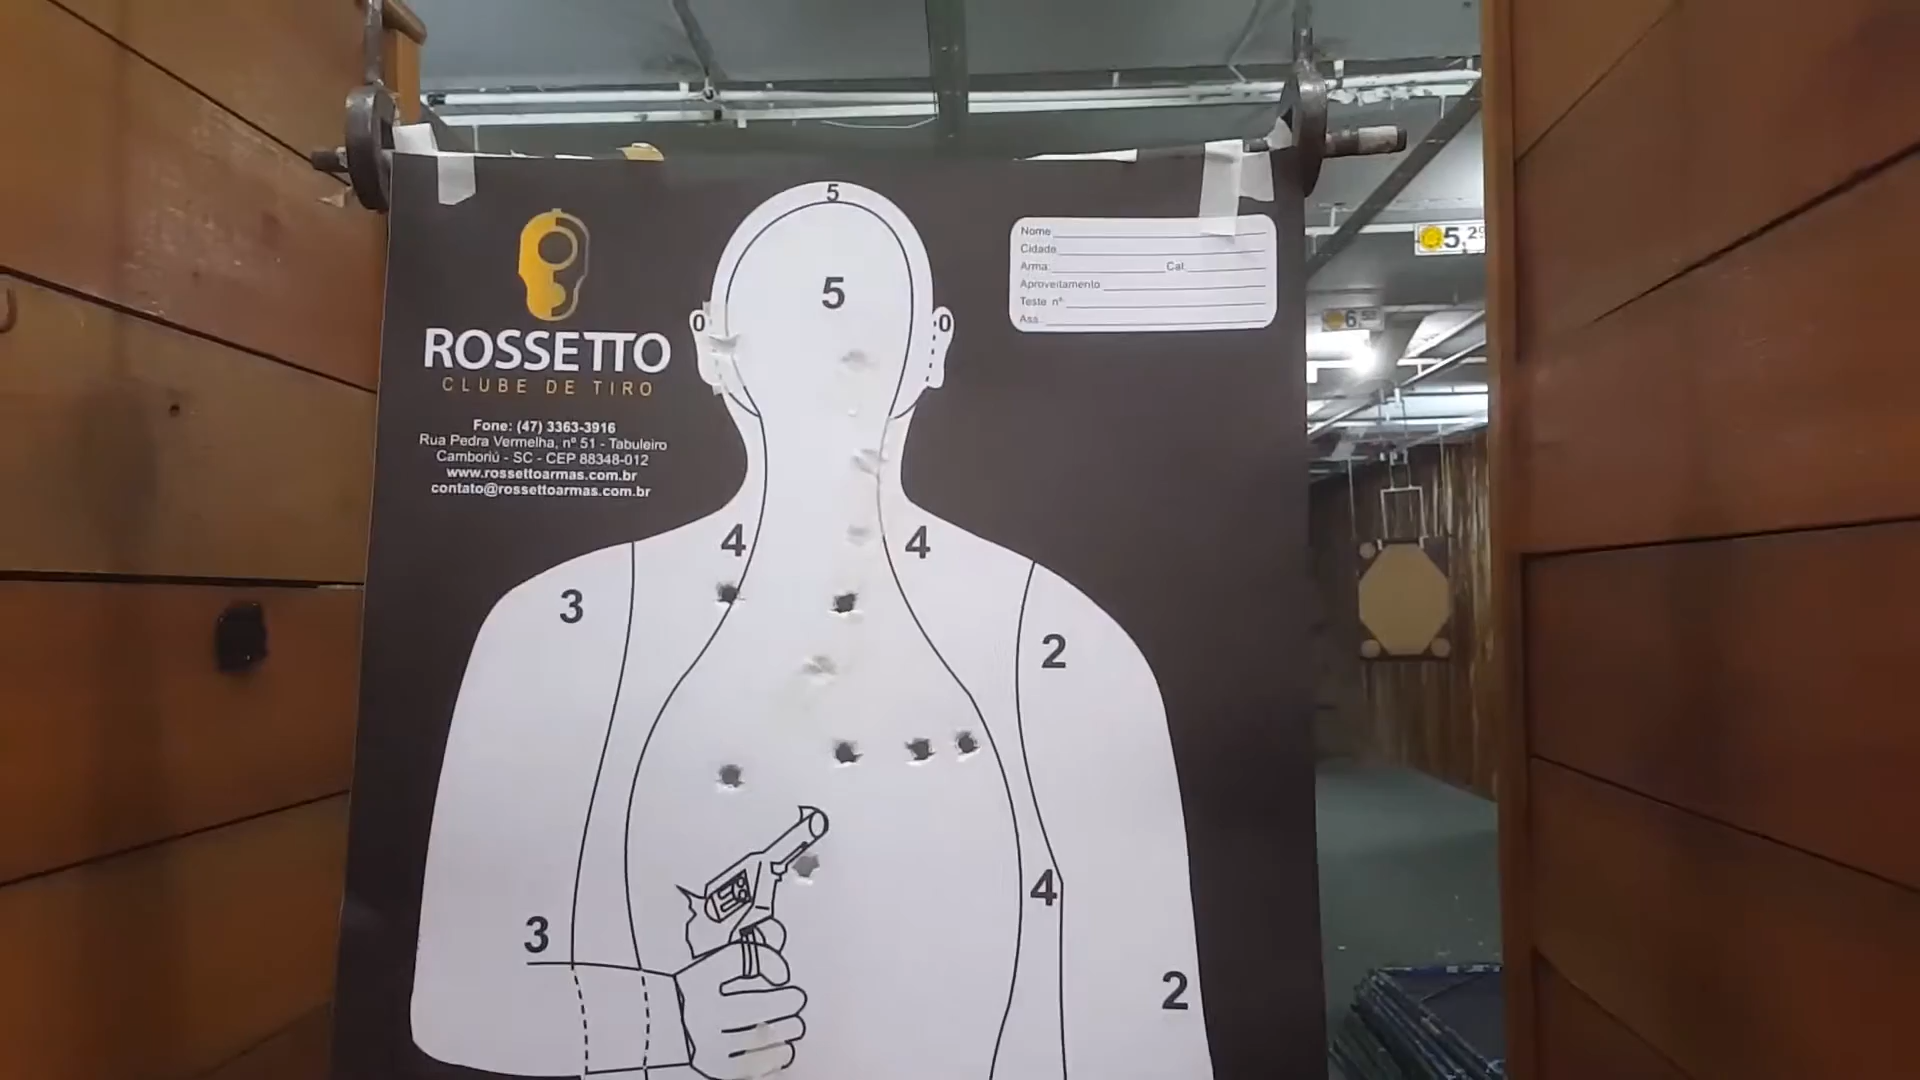 5
5
0
0
ROSSETTO
CLUBE DE TIRO
Fone: (47) 3363-3916
Rua Pedra Vermelha, nº 51 - Tabuleiro
Camboriú - SC - CEP 88348-012
www.rossettoarmas.com.br
contato@rossettoarmas.com.br
Nome
Cidade
Arma: Cal.
Aproveitamento
Teste nº
Ass.
4
4
3
2
4
3
2